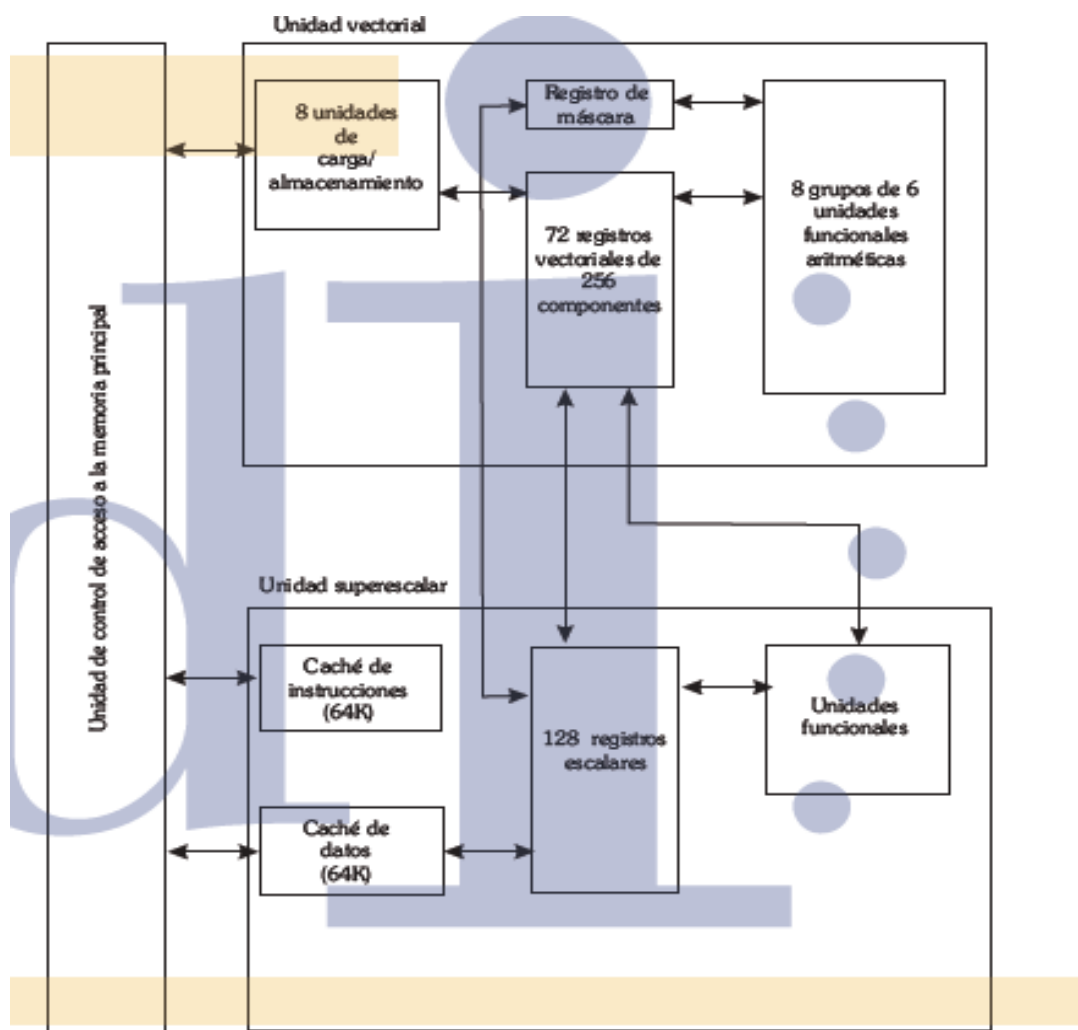 Unidad vectorial
8 unidades
de
carga/
almacenamiento
Registro de
máscara
72 registros
vectoriales de
256
componentes
8 grupos de 6
unidades
funcionales
aritméticas
Unidad de control de acceso a la memoria principal
Unidad superescalar
Caché de
instrucciones
(64K)
Caché de
datos
(64K)
128 registros
escalares
Unidades
funcionales